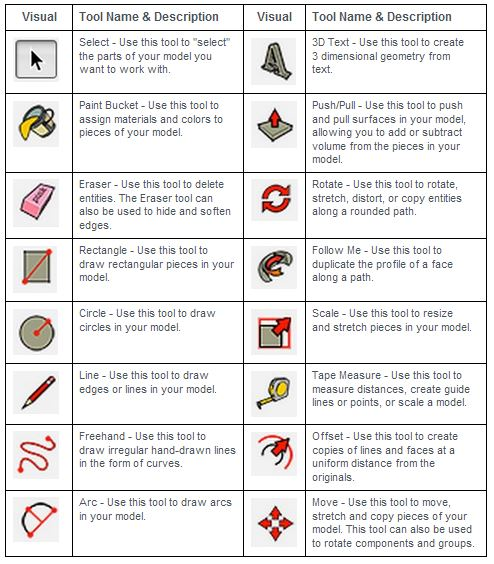 Visual Tool Name & Description Visual Tool Name & Description
Select - Use this tool to "select"
the parts of your model you
want to work with.
3D Text - Use this tool to create
3 dimensional geometry from
text.
Paint Bucket - Use this tool to
assign materials and colors to
pieces of your model.
Push/Pull - Use this tool to push
and pull surfaces in your model,
allowing you to add or subtract
volume from the pieces in your
model.
Eraser - Use this tool to delete
entities. The Eraser tool can
also be used to hide and soften
edges.
Rotate - Use this tool to rotate,
stretch, distort, or copy entities
along a rounded path.
Rectangle - Use this tool to
draw rectangular pieces in your
model.
Follow Me - Use this tool to
duplicate the profile of a face
along a path.
Circle - Use this tool to draw
circles in your model.
Scale - Use this tool to resize
and stretch pieces in your model.
Line - Use this tool to draw
edges or lines in your model.
Tape Measure - Use this tool to
measure distances, create guide
lines or points, or scale a model.
Freehand - Use this tool to
draw irregular hand-drawn lines
in the form of curves.
Offset - Use this tool to create
copies of lines and faces at a
uniform distance from the
originals.
Arc - Use this tool to draw arcs
in your model.
Move - Use this tool to move,
stretch and copy pieces of your
model. This tool can also be used
to rotate components and groups.